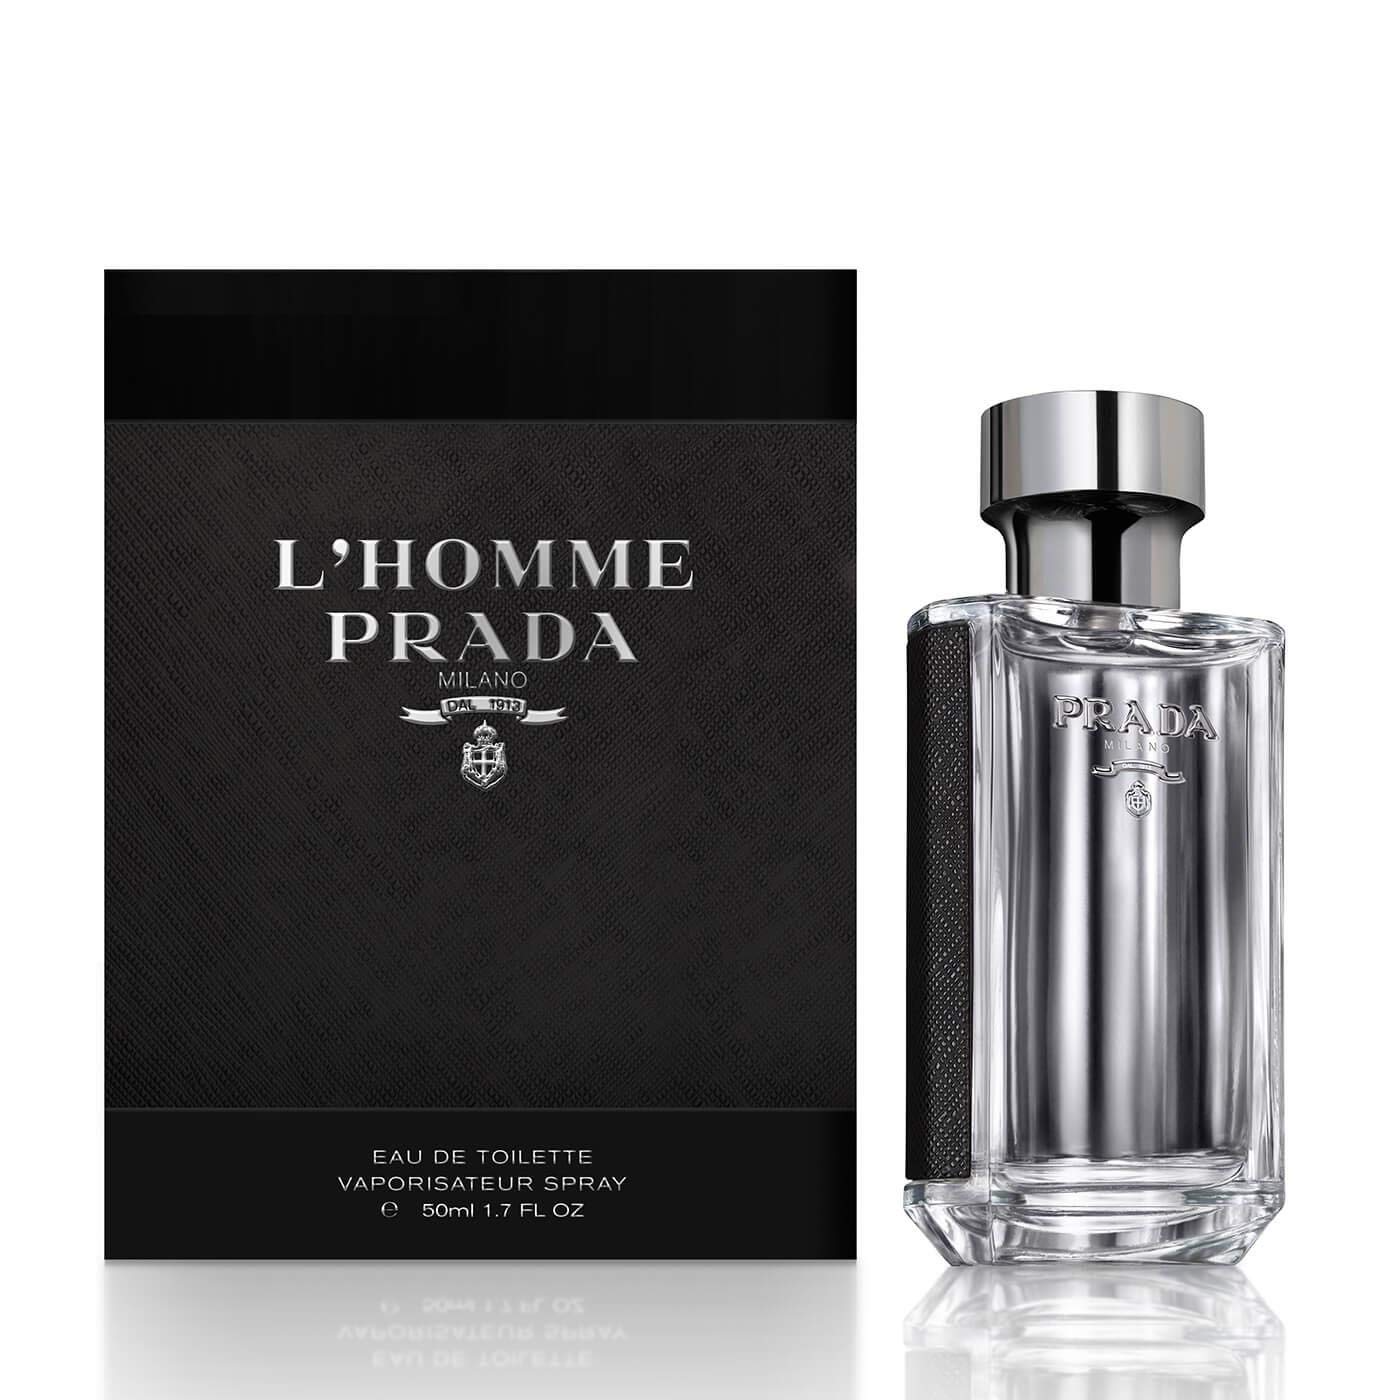 L'HOMME
PRADA
MILANO
DAL 1913
EAU DE TOILETTE
VAPORISATEUR SPRAY
℮ 50ml 1.7 FL OZ
PRADA
MILANO